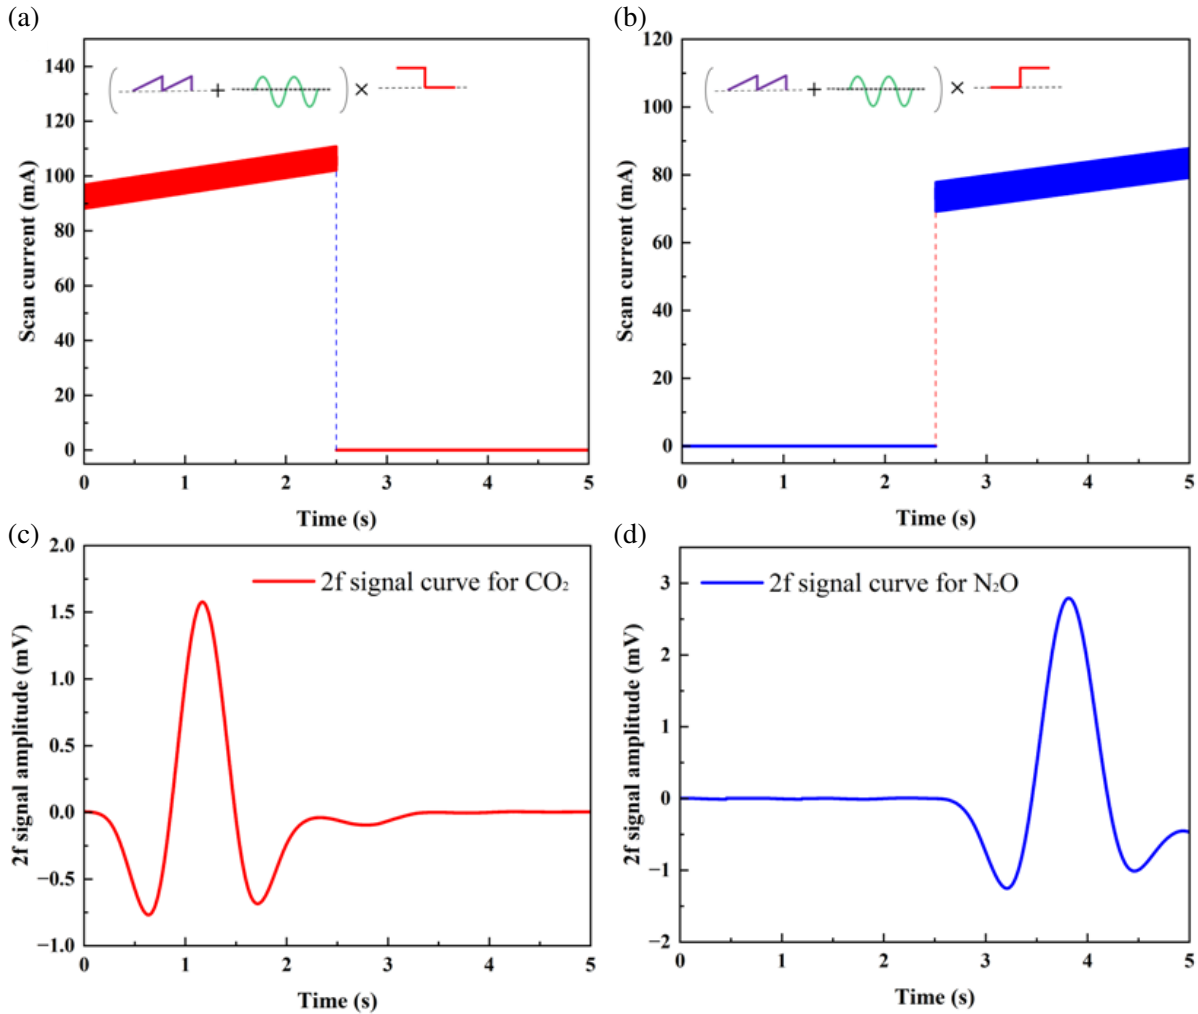 (a)
140
120
100
80
60
40
20
0
Scan current (mA)
( + ) ×
0 1 2 3 4 5
Time (s)
(b)
120
100
80
60
40
20
0
Scan current (mA)
( + ) ×
0 1 2 3 4 5
Time (s)
(c)
2.0
1.5
1.0
0.5
0.0
−0.5
−1.0
2f signal amplitude (mV)
2f signal curve for CO₂
0 1 2 3 4 5
Time (s)
(d)
3
2
1
0
−1
−2
2f signal amplitude (mV)
2f signal curve for N₂O
0 1 2 3 4 5
Time (s)